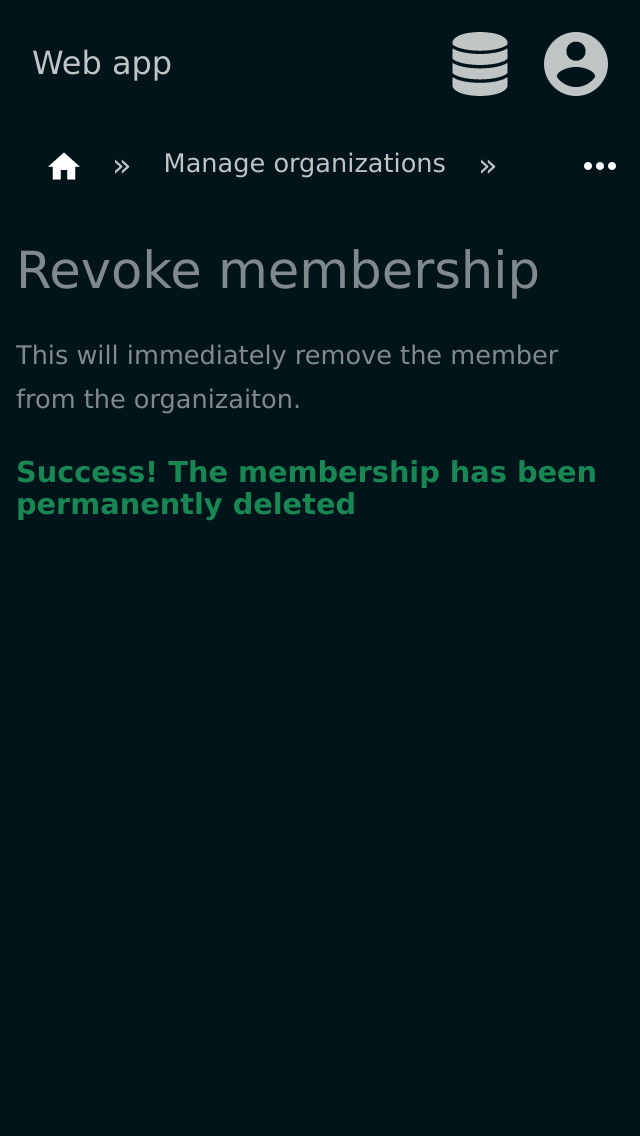 Web app
» Manage organizations » •••
Revoke membership
This will immediately remove the member
from the organizaiton.
Success! The membership has been
permanently deleted